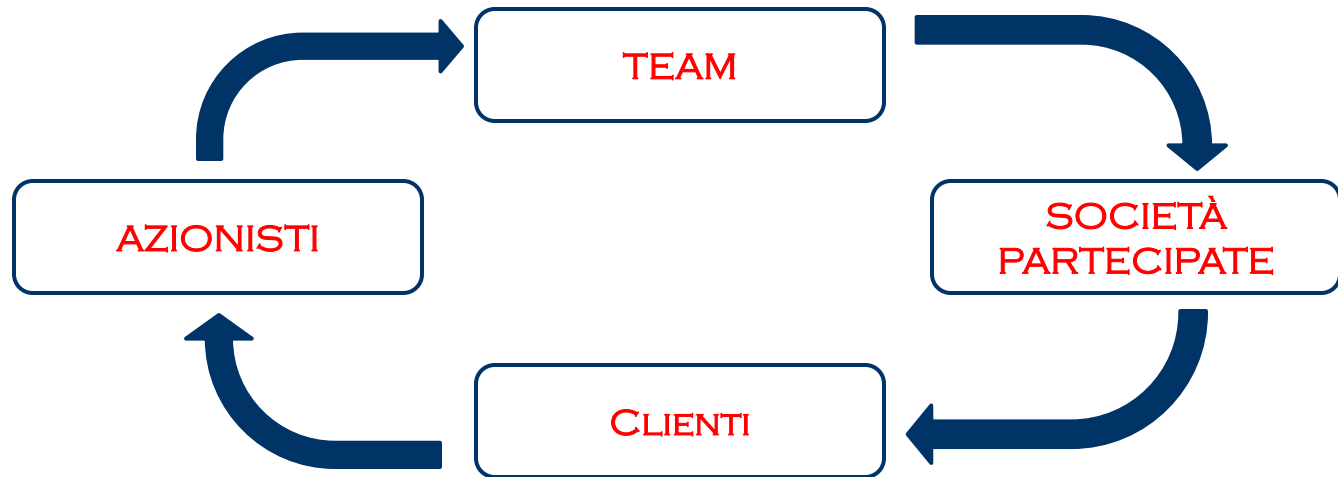 TEAM
AZIONISTI
SOCIETÀ
PARTECIPATE
CLIENTI